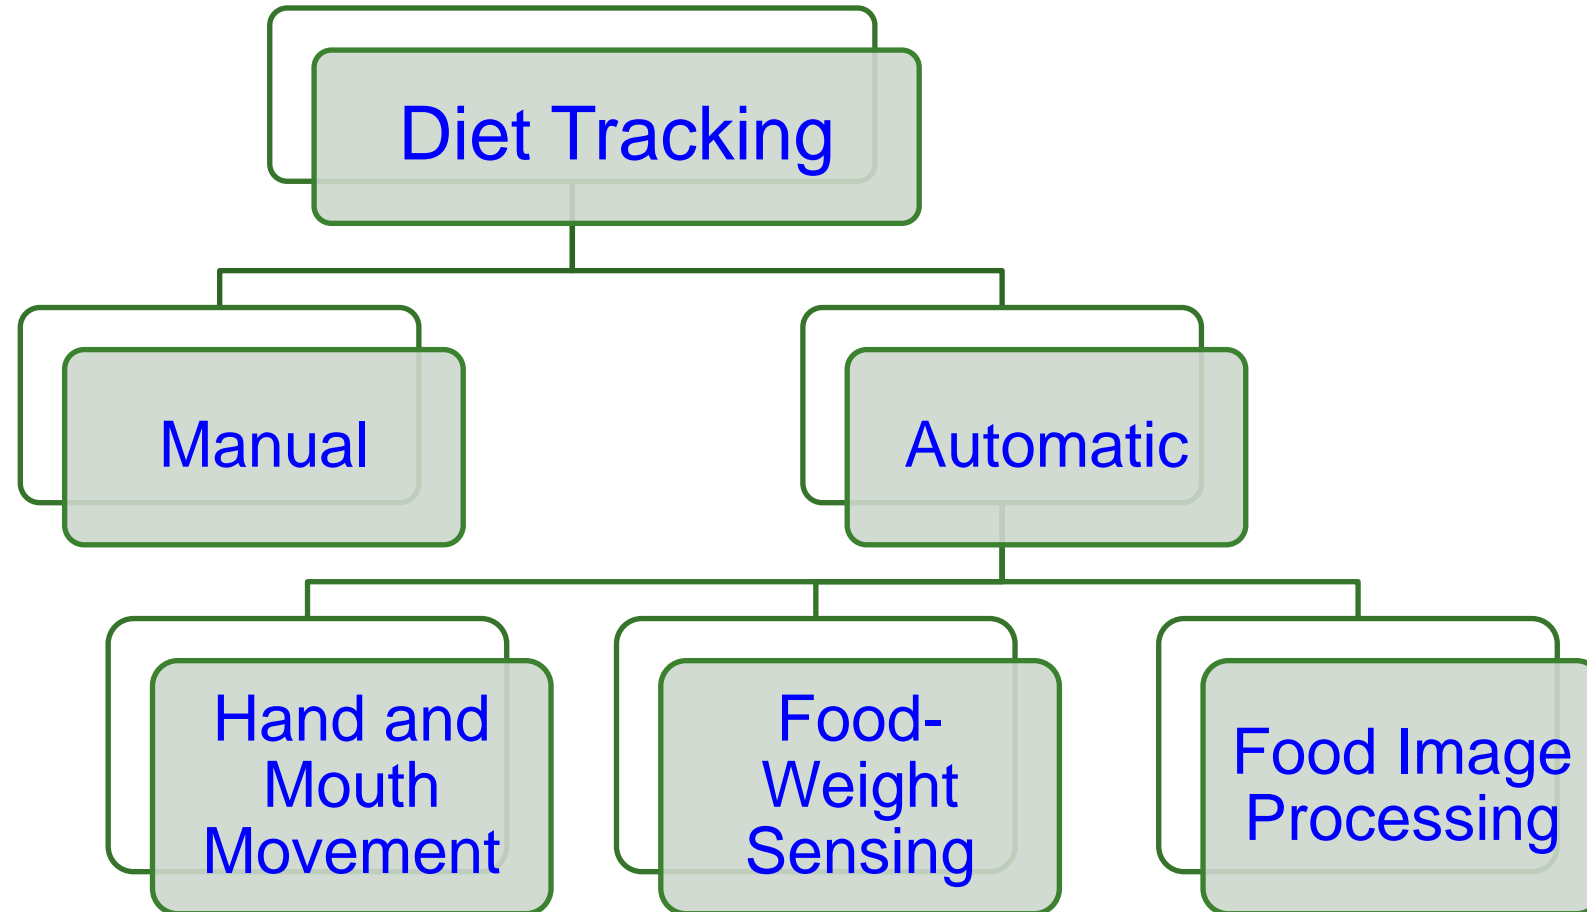 Diet Tracking
Manual
Automatic
Hand and
Mouth
Movement
Food-
Weight
Sensing
Food Image
Processing